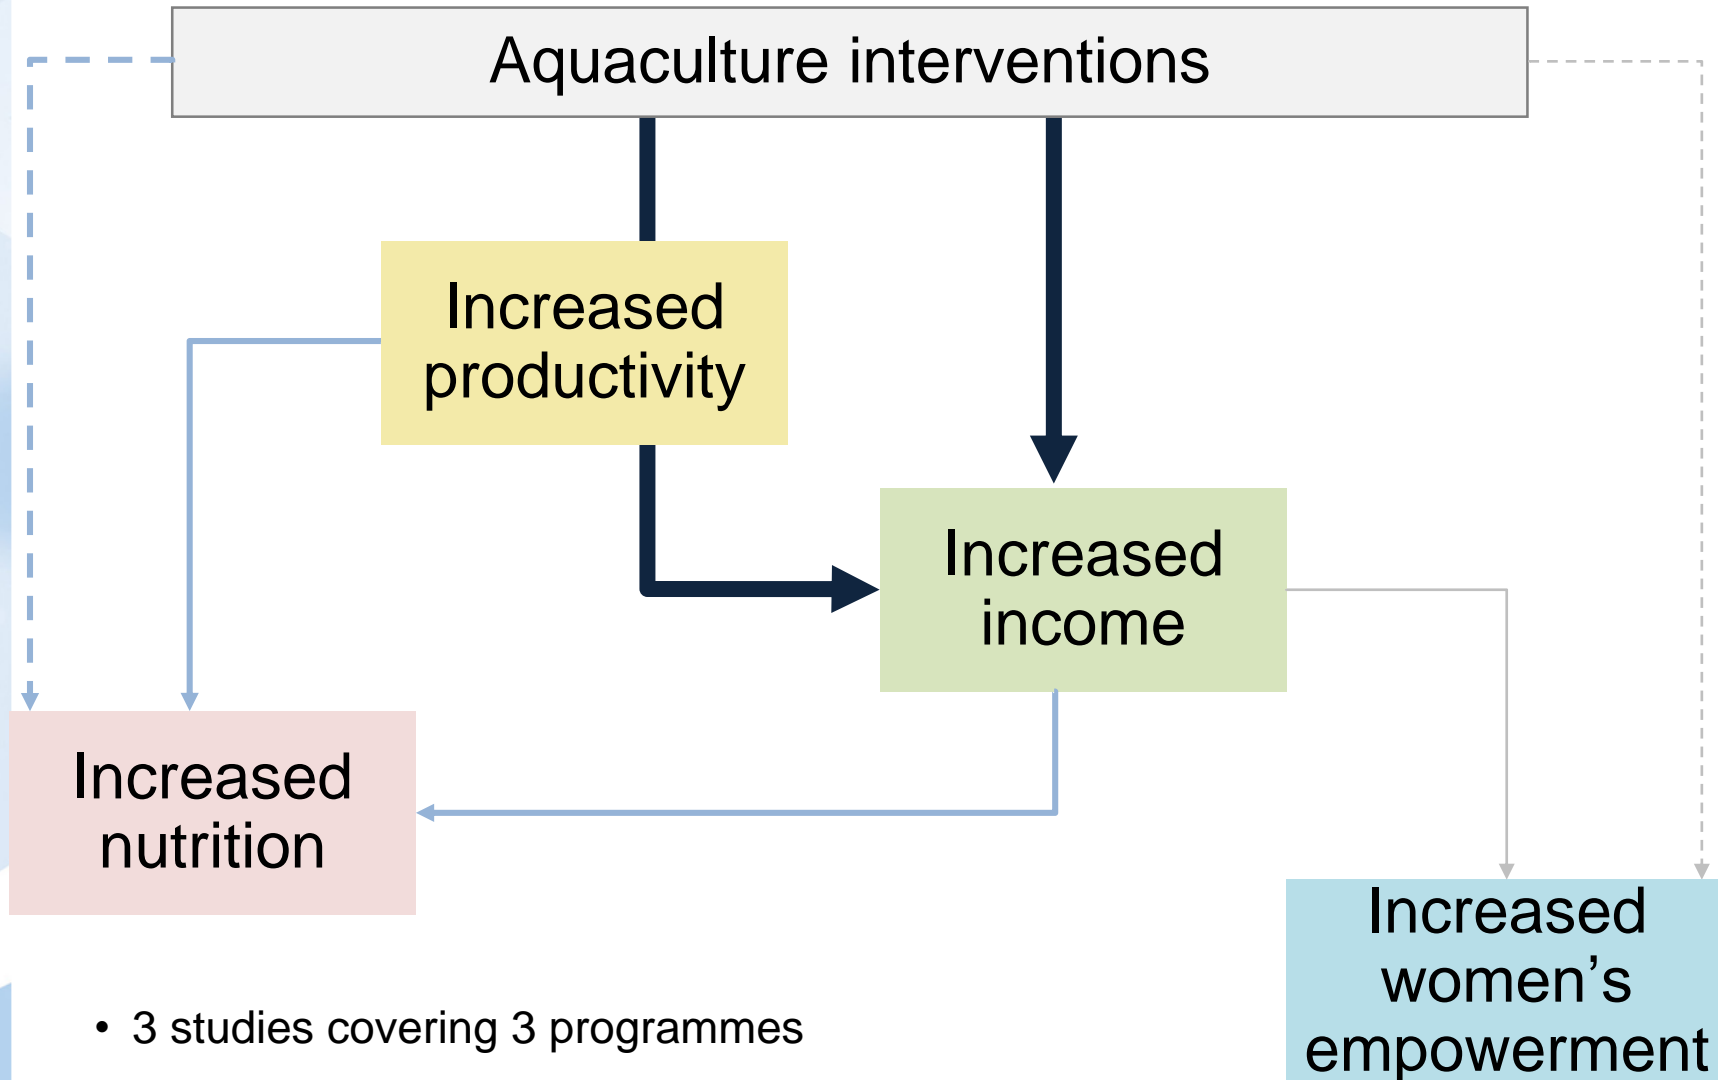 Aquaculture interventions
Increased
productivity
Increased
income
Increased
nutrition
Increased
women’s
empowerment
• 3 studies covering 3 programmes